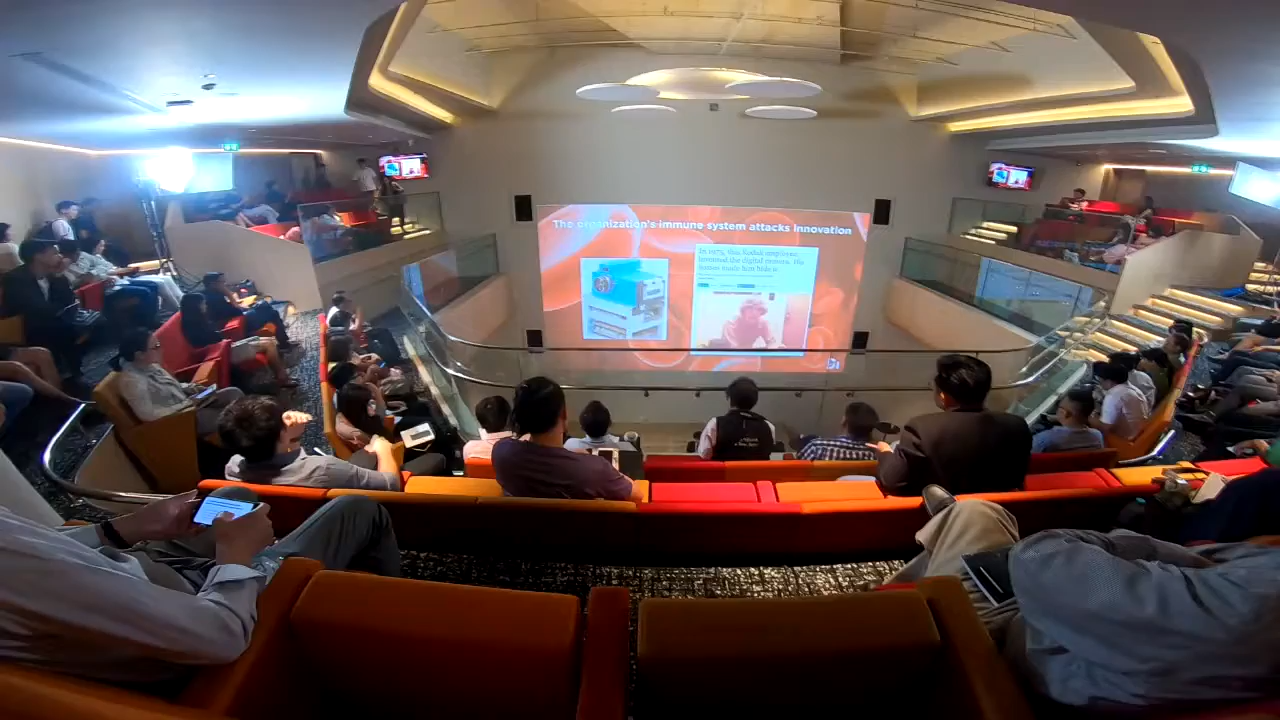 The organization's immune system attacks innovation
In 1975, this Kodak employee
invented the digital camera. His
bosses made him hide it.